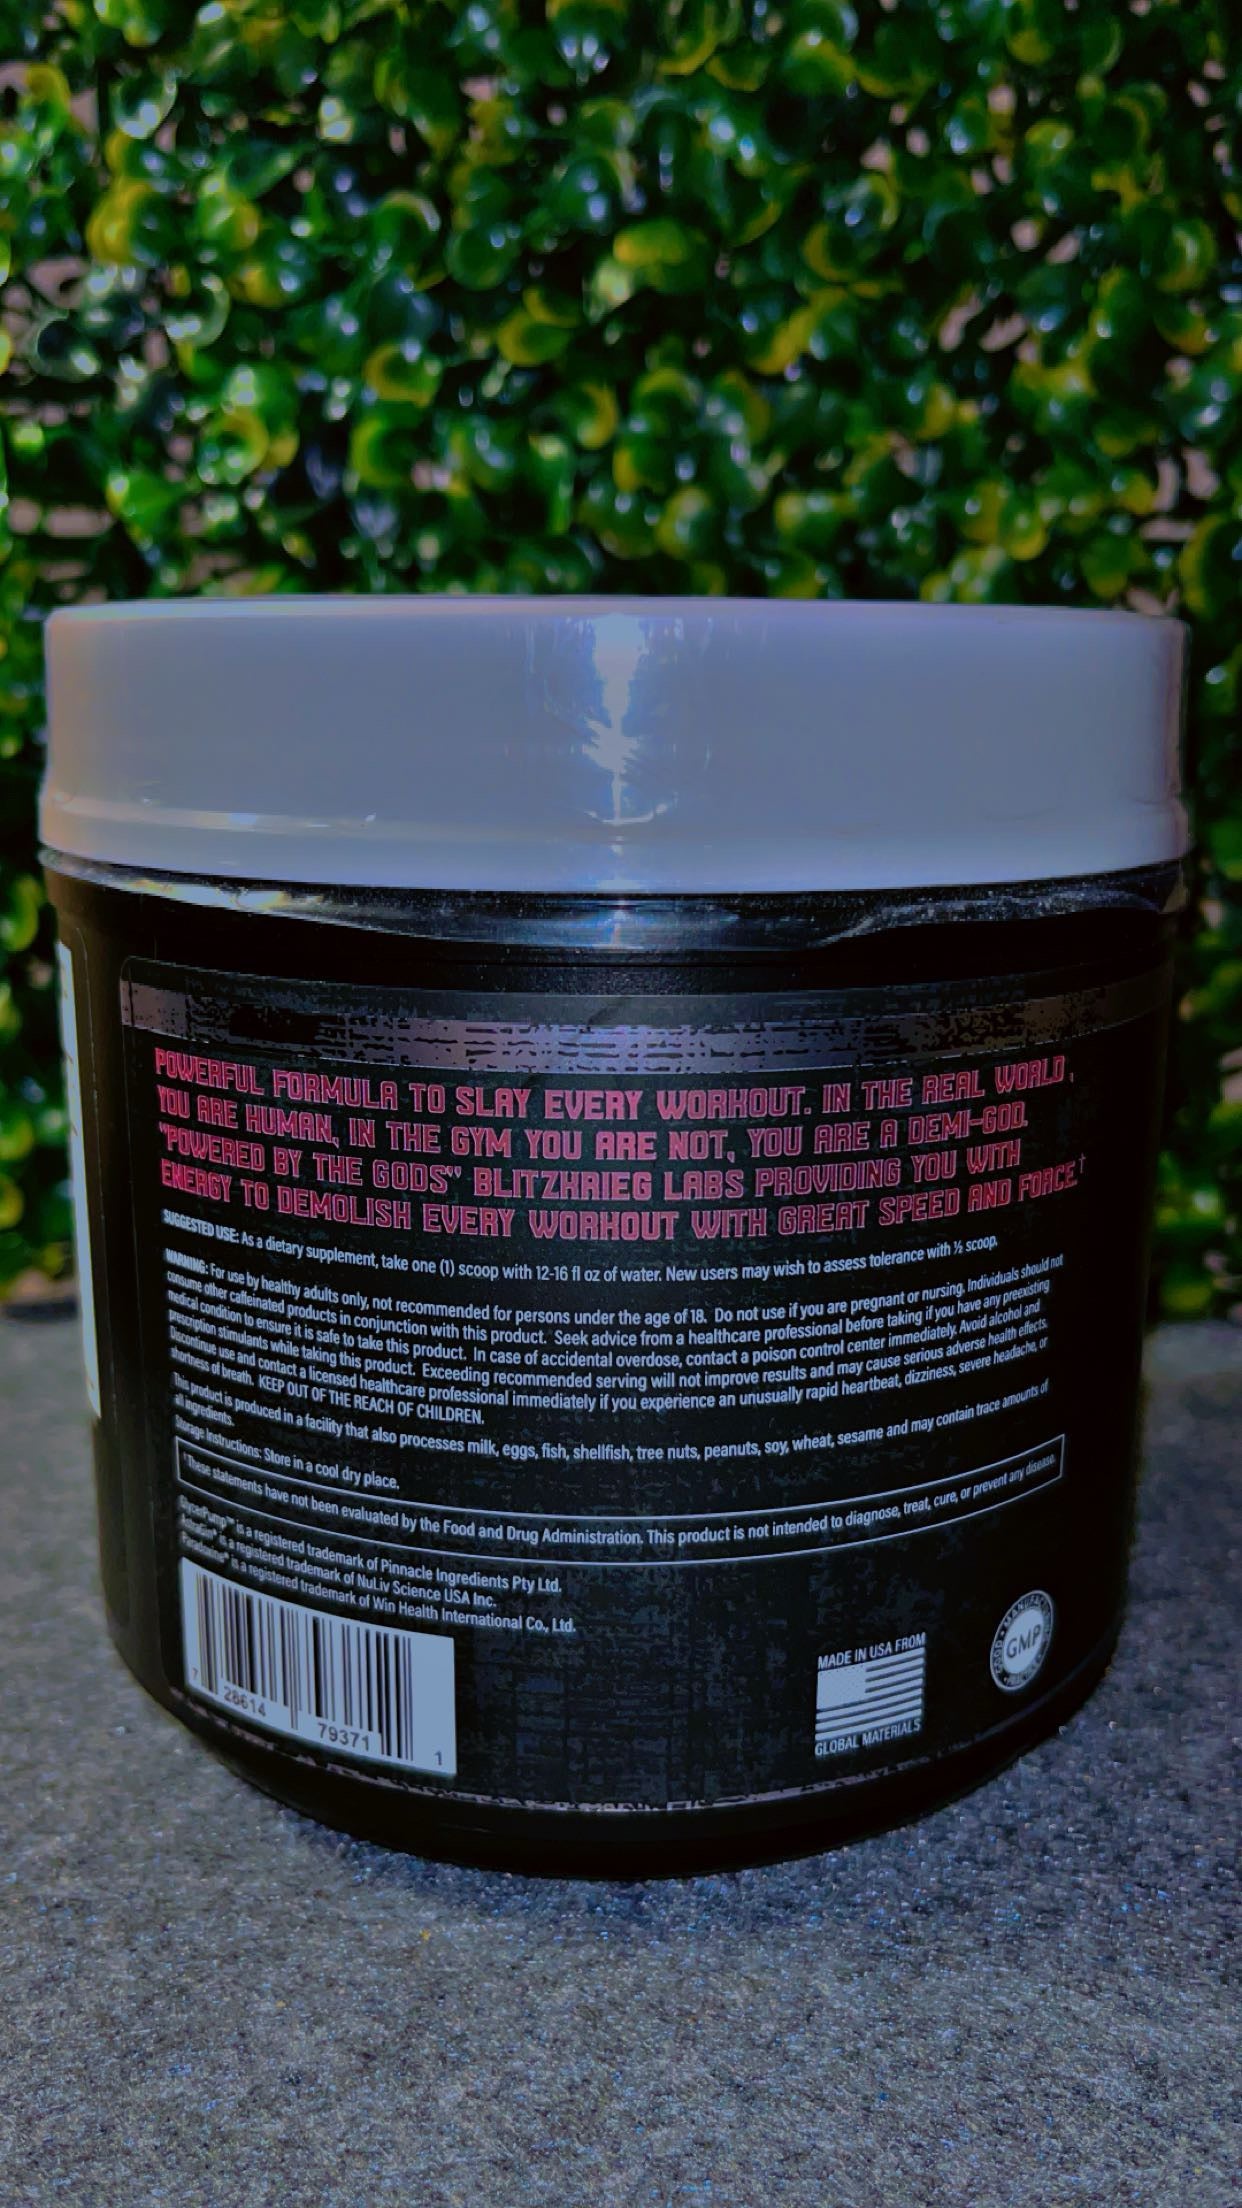 POWERFUL FORMULA TO SLAY EVERY WORKOUT. IN THE REAL WORLD,
YOU ARE HUMAN, IN THE GYM YOU ARE NOT, YOU ARE A DEMI-GOD.
"POWERED BY THE GODS" BLITZKRIEG LABS PROVIDING YOU WITH
ENERGY TO DEMOLISH EVERY WORKOUT WITH GREAT SPEED AND FORCE.†
SUGGESTED USE: As a dietary supplement, take one (1) scoop with 12-16 fl oz of water. New users may wish to assess tolerance with ½ scoop.
WARNING: For use by healthy adults only, not recommended for persons under the age of 18. Do not use if you are pregnant or nursing. Individuals should not
consume other caffeinated products in conjunction with this product. Seek advice from a healthcare professional before taking if you have any preexisting
medical condition to ensure it is safe to take this product. In case of accidental overdose, contact a poison control center immediately. Avoid alcohol and
prescription stimulants while taking this product. Exceeding recommended serving will not improve results and may cause serious adverse health effects.
Discontinue use and contact a licensed healthcare professional immediately if you experience an unusually rapid heartbeat, dizziness, severe headache, or
shortness of breath. KEEP OUT OF THE REACH OF CHILDREN.
This product is produced in a facility that also processes milk, eggs, fish, shellfish, tree nuts, peanuts, soy, wheat, sesame and may contain trace amounts of
all ingredients.
Storage Instructions: Store in a cool dry place.
†These statements have not been evaluated by the Food and Drug Administration. This product is not intended to diagnose, treat, cure, or prevent any disease.
GlycerPump™ is a registered trademark of Pinnacle Ingredients Pty Ltd.
AstraGin® is a registered trademark of NuLiv Science USA Inc.
Paradoxine® is a registered trademark of Win Health International Co., Ltd.
7 28614 79371 1
MADE IN USA FROM
GLOBAL MATERIALS
GOOD • MANUFACTURING
GMP